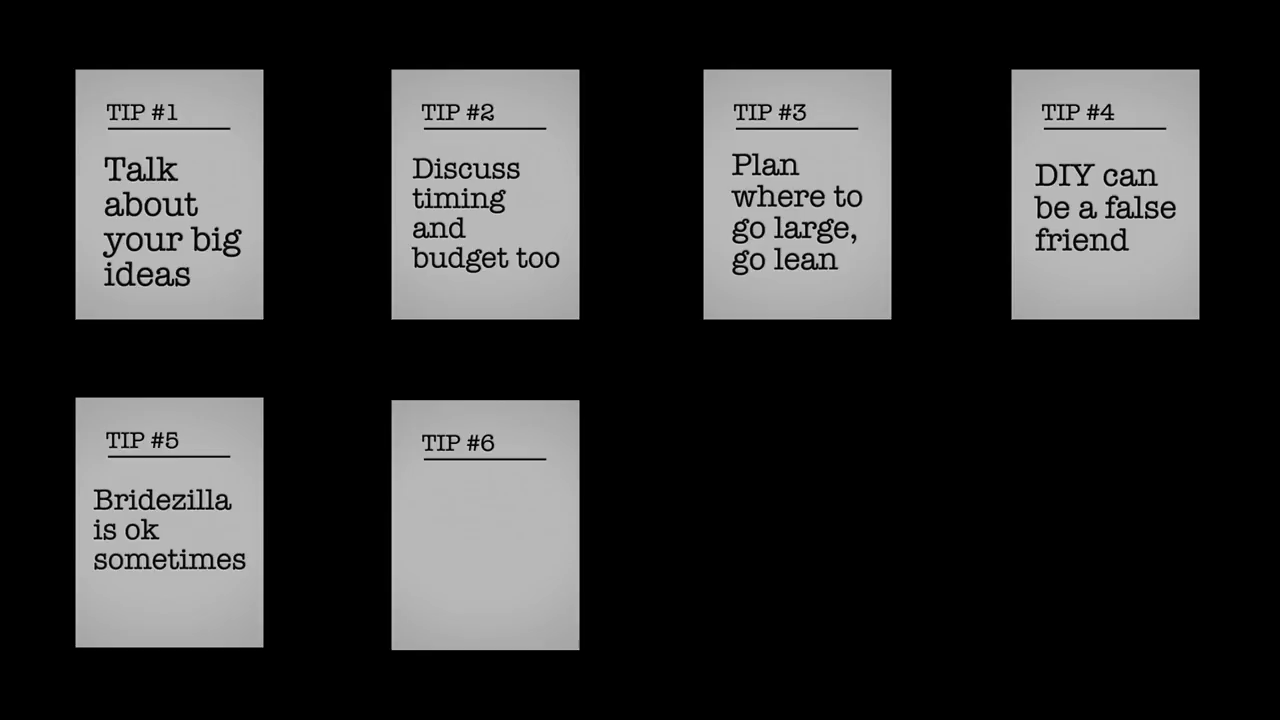 TIP #1
Talk
about
your big
ideas
TIP #2
Discuss
timing
and
budget too
TIP #3
Plan
where to
go large,
go lean
TIP #4
DIY can
be a false
friend
TIP #5
Bridezilla
is ok
sometimes
TIP #6